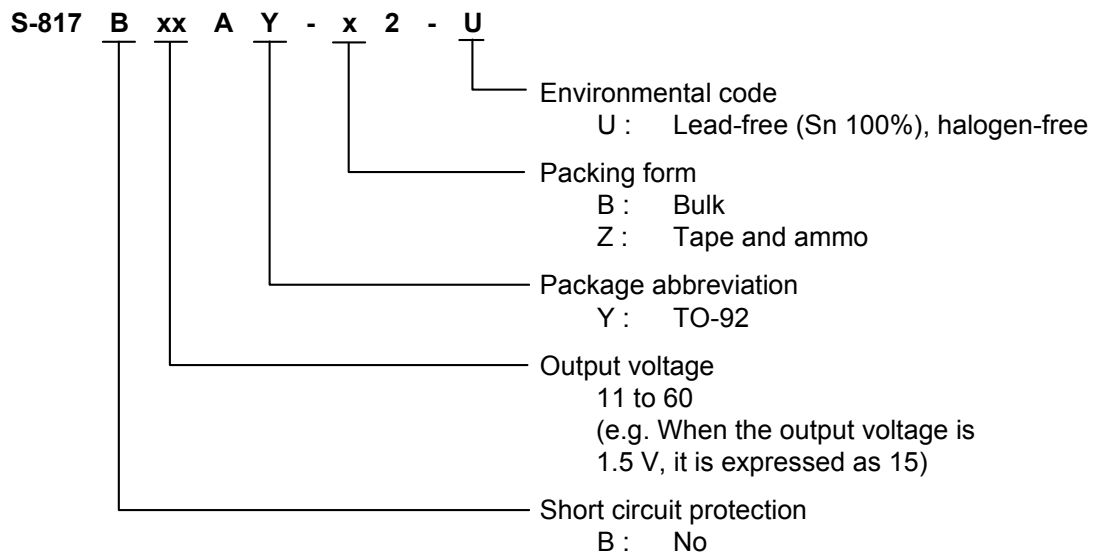 S-817 B xx A Y - x 2 - U
Environmental code
U : Lead-free (Sn 100%), halogen-free
Packing form
B : Bulk
Z : Tape and ammo
Package abbreviation
Y : TO-92
Output voltage
11 to 60
(e.g. When the output voltage is
1.5 V, it is expressed as 15)
Short circuit protection
B : No